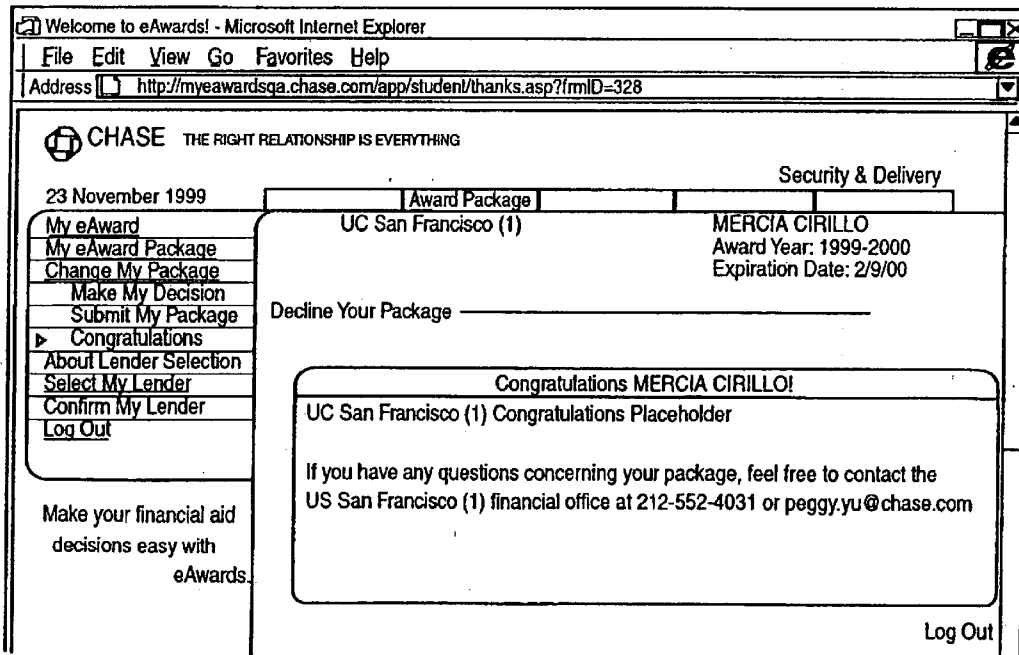 Welcome to eAwards! - Microsoft Internet Explorer
File Edit View Go Favorites Help
Address http://myeawardsqa.chase.com/app/student/thanks.asp?frmID=328
CHASE THE RIGHT RELATIONSHIP IS EVERYTHING
Security & Delivery
23 November 1999
Award Package
My eAward
My eAward Package
Change My Package
Make My Decision
Submit My Package
Congratulations
About Lender Selection
Select My Lender
Confirm My Lender
Log Out
Make your financial aid
decisions easy with
eAwards.
UC San Francisco (1)
MERCIA CIRILLO
Award Year: 1999-2000
Expiration Date: 2/9/00
Decline Your Package
Congratulations MERCIA CIRILLO!
UC San Francisco (1) Congratulations Placeholder
If you have any questions concerning your package, feel free to contact the
US San Francisco (1) financial office at 212-552-4031 or peggy.yu@chase.com
Log Out